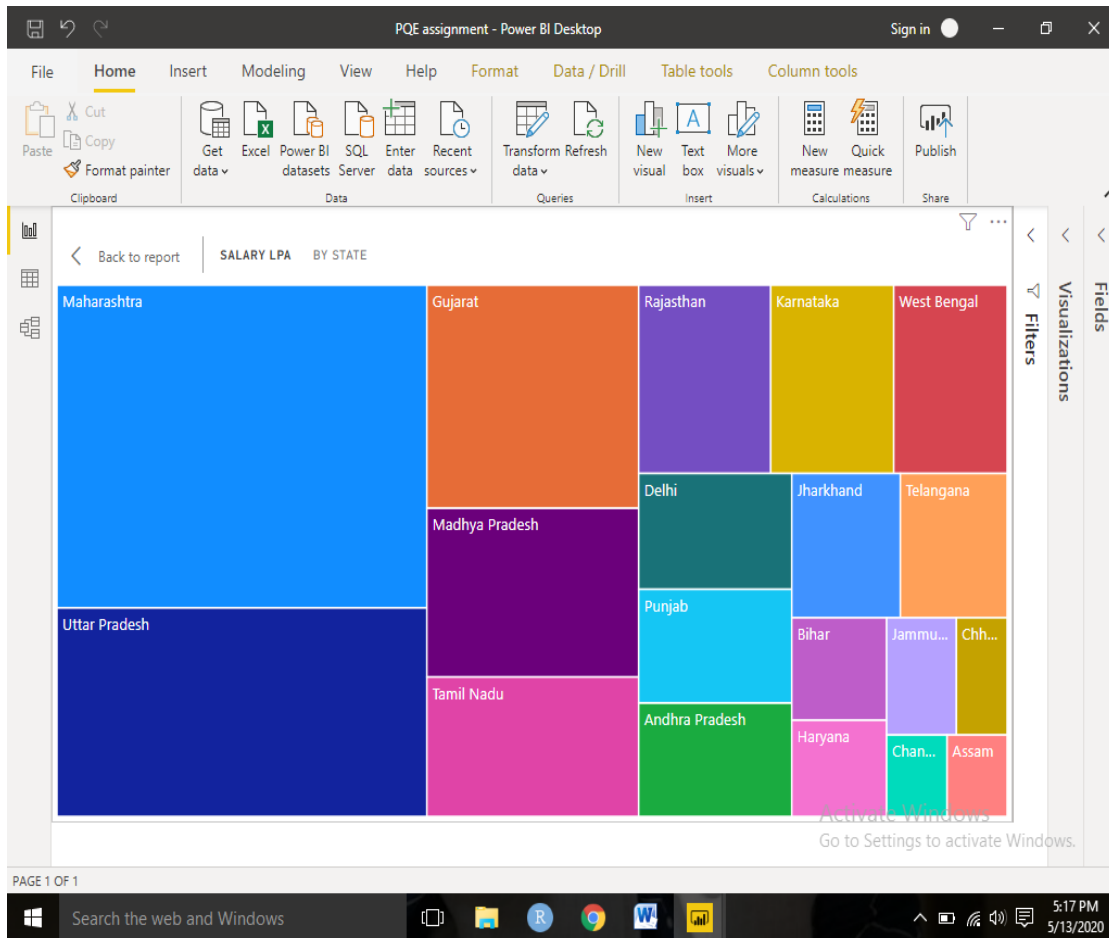 PQE assignment - Power BI Desktop
Sign in
File Home Insert Modeling View Help Format Data / Drill Table tools Column tools
Paste
Cut
Copy
Format painter
Clipboard
Get data
Excel
Power BI datasets
SQL Server
Enter data
Recent sources
Data
Transform data
Refresh
Queries
New visual
Text box
More visuals
Insert
New measure
Quick measure
Calculations
Publish
Share
Back to report
SALARY LPA BY STATE
Maharashtra
Gujarat
Rajasthan
Karnataka
West Bengal
Delhi
Jharkhand
Telangana
Madhya Pradesh
Punjab
Uttar Pradesh
Bihar
Jammu...
Chh...
Tamil Nadu
Andhra Pradesh
Haryana
Chan...
Assam
Filters
Visualizations
Fields
Activate Windows
Go to Settings to activate Windows.
PAGE 1 OF 1
Search the web and Windows
5:17 PM
5/13/2020